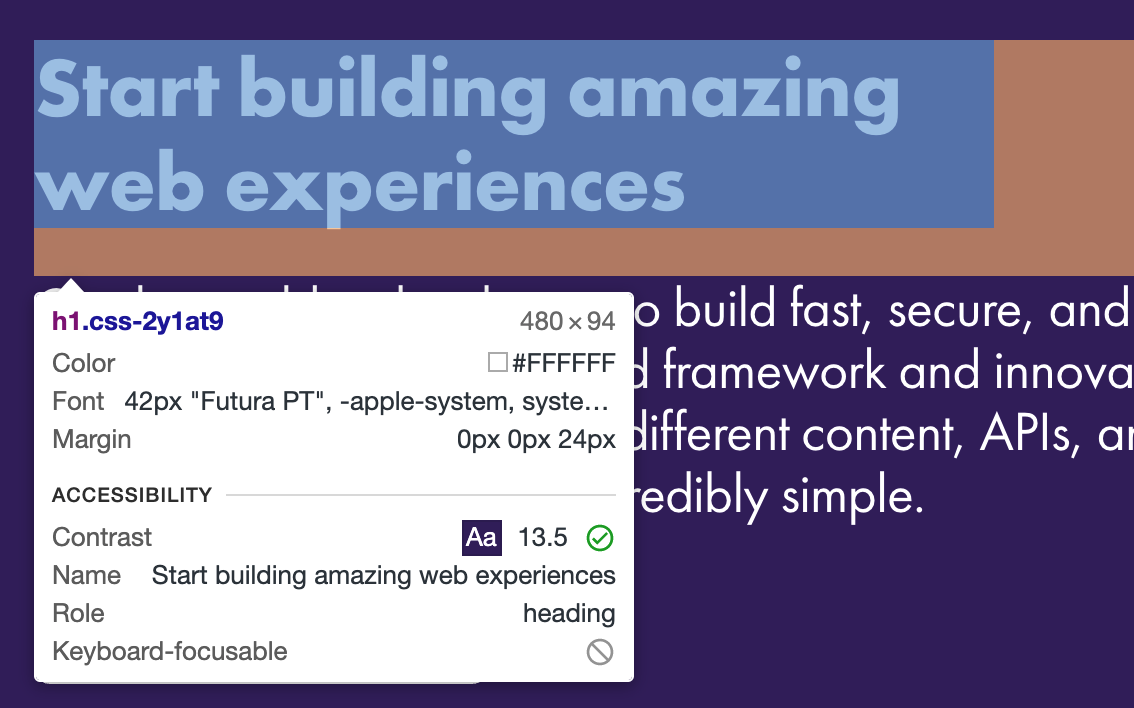 Start building amazing
web experiences
h1.css-2y1at9 480×94
Color #FFFFFF
Font 42px "Futura PT", -apple-system, syste…
Margin 0px 0px 24px
ACCESSIBILITY
Contrast Aa 13.5
Name Start building amazing web experiences
Role heading
Keyboard-focusable
to build fast, secure, and
framework and innova
different content, APIs, ar
redibly simple.